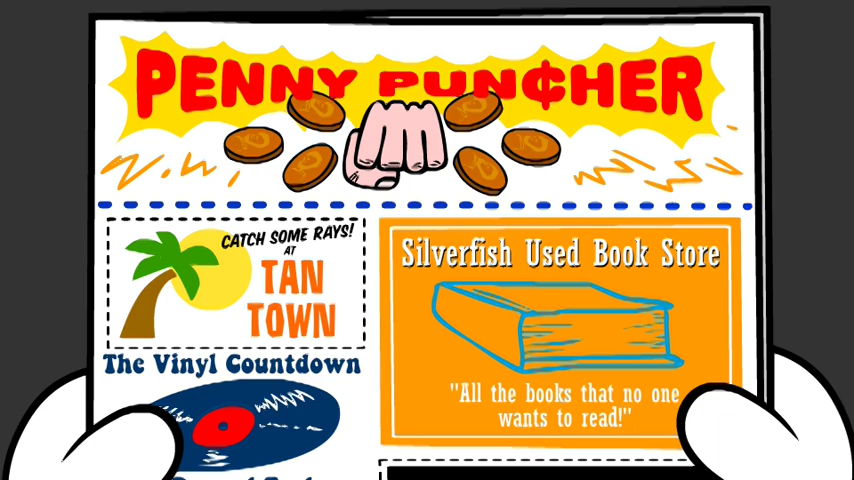 PENNY PUN¢HER
CATCH SOME RAYS!
AT
TAN
TOWN
Silverfish Used Book Store
"All the books that no one
wants to read!"
The Vinyl Countdown